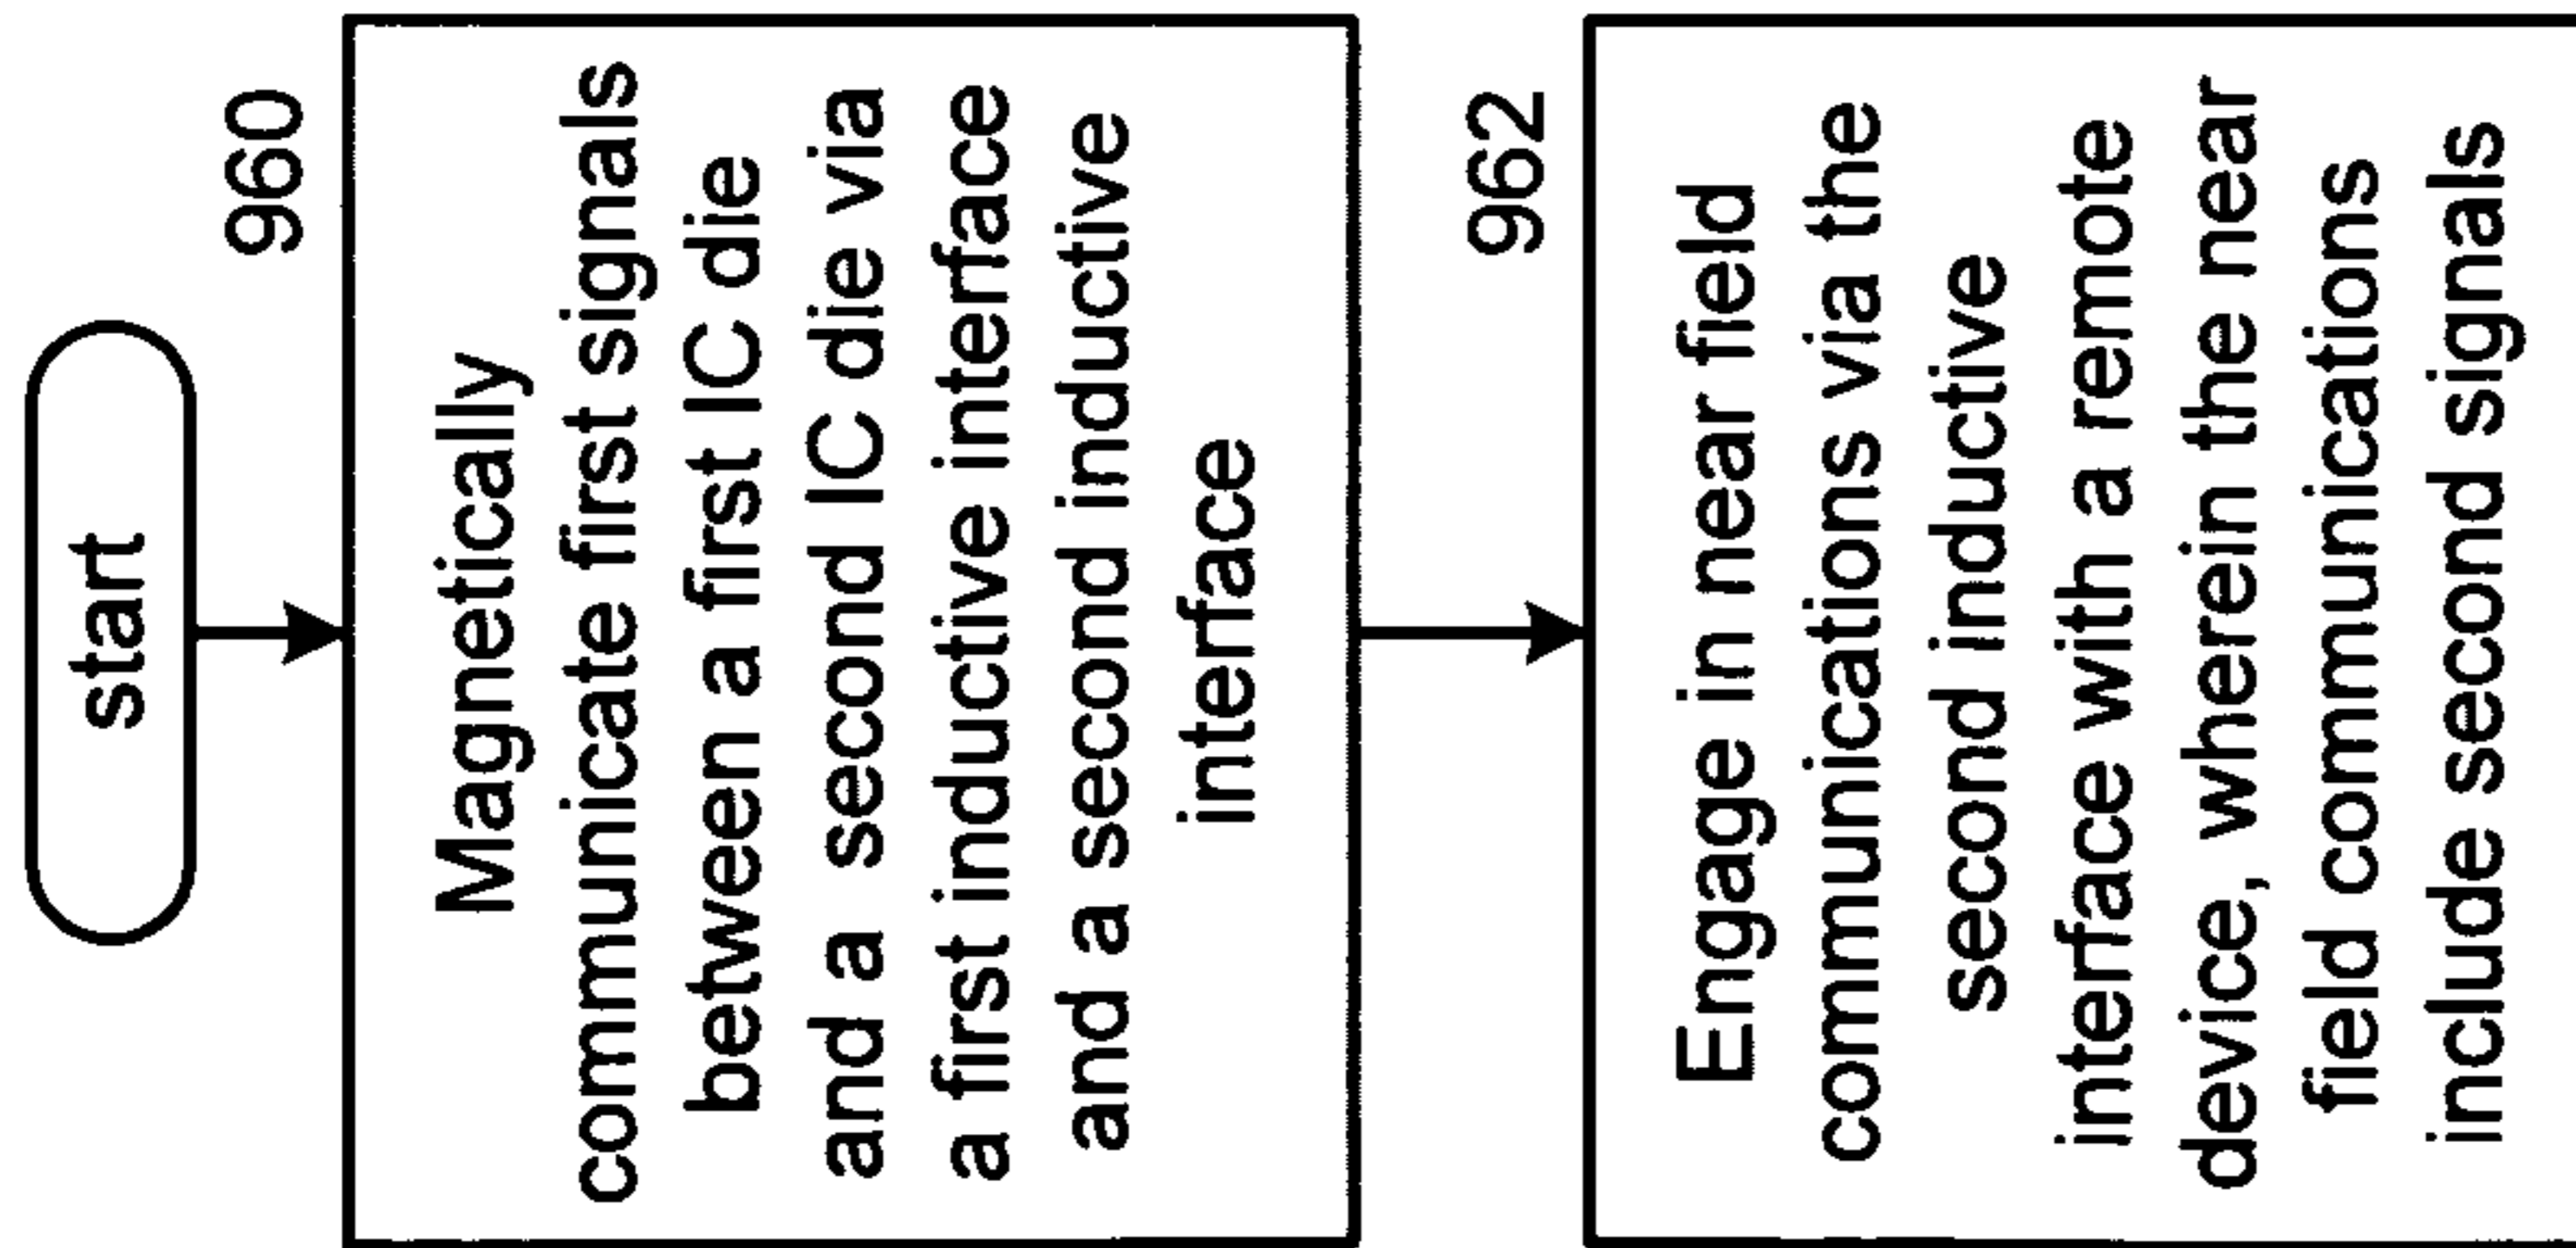 start
960
Magnetically
communicate first signals
between a first IC die
and a second IC die via
a first inductive interface
and a second inductive
interface
962
Engage in near field
communications via the
second inductive
interface with a remote
device, wherein the near
field communications
include second signals